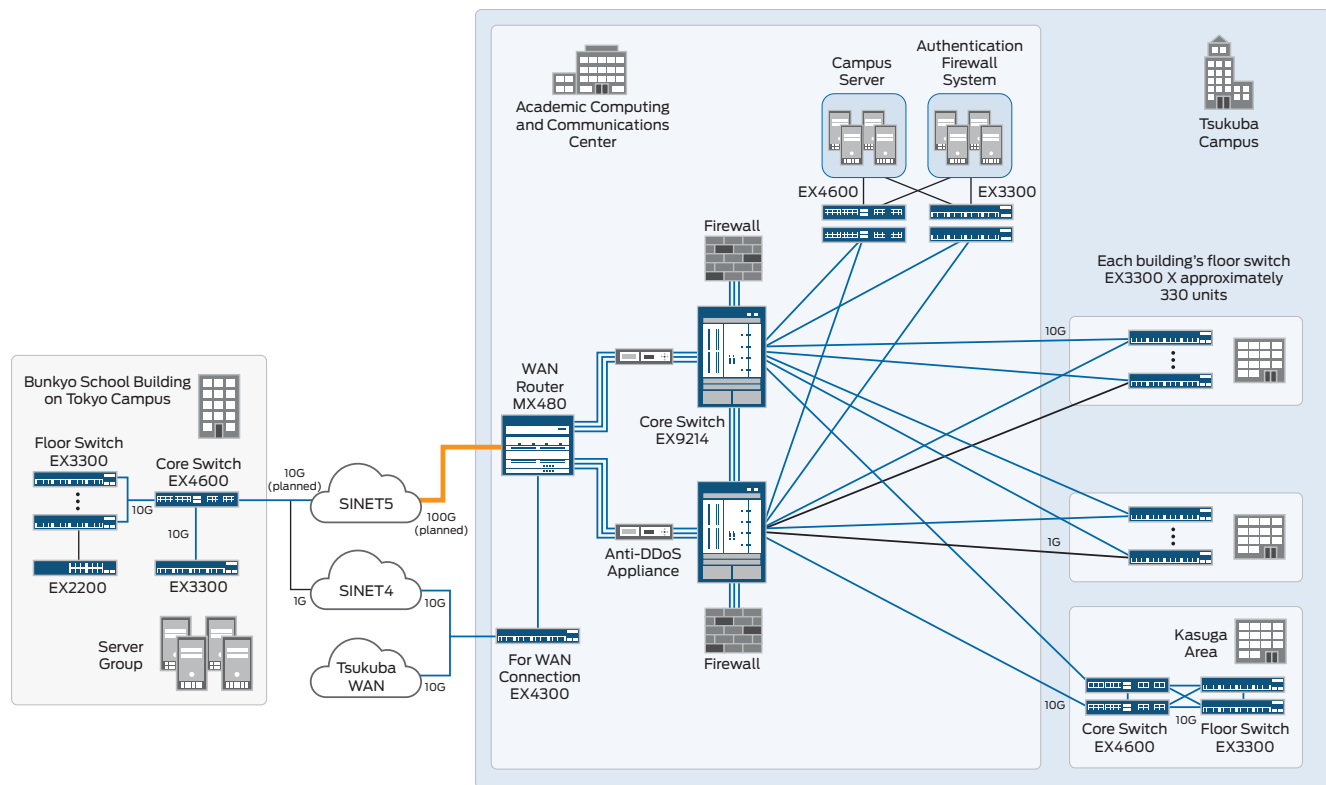 Bunkyo School Building
on Tokyo Campus
Floor Switch
EX3300
Core Switch
EX4600
10G
10G
EX2200
EX3300
Server
Group
10G
(planned)
1G
SINET5
100G
(planned)
SINET4
10G
Tsukuba
WAN
10G
Academic Computing
and Communications
Center
WAN
Router
MX480
For WAN
Connection
EX4300
Anti-DDoS
Appliance
Firewall
Core Switch
EX9214
Firewall
Campus
Server
Authentication
Firewall
System
EX4600
EX3300
Tsukuba
Campus
Each building's floor switch
EX3300 X approximately
330 units
10G
1G
Kasuga
Area
10G
10G
Core Switch
EX4600
Floor Switch
EX3300